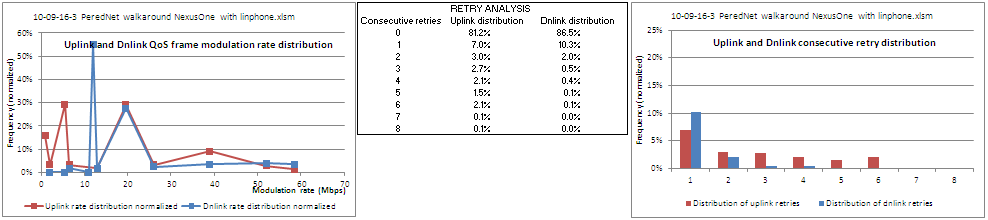 10-09-16-3 PeredNet walkaround NexusOne with linphone.xlsm
Uplink and Dnlink QoS frame modulation rate distribution
Frequency (normalized)
60%
50%
40%
30%
20%
10%
0%
0 10 20 30 40 50 60 70
Modulation rate (Mbps)
Uplink rate distribution normalized Dnlink rate distribution normalized
RETRY ANALYSIS
Consecutive retries Uplink distribution Dnlink distribution
0 81.2% 86.5%
1 7.0% 10.3%
2 3.0% 2.0%
3 2.7% 0.5%
4 2.1% 0.4%
5 1.5% 0.1%
6 2.1% 0.1%
7 0.1% 0.0%
8 0.1% 0.0%
10-09-16-3 PeredNet walkaround NexusOne with linphone.xlsm
Uplink and Dnlink consecutive retry distribution
Frequency (normalized)
25%
20%
15%
10%
5%
0%
1 2 3 4 5 6 7 8
Distribution of uplink retries Distribution of dnlink retries